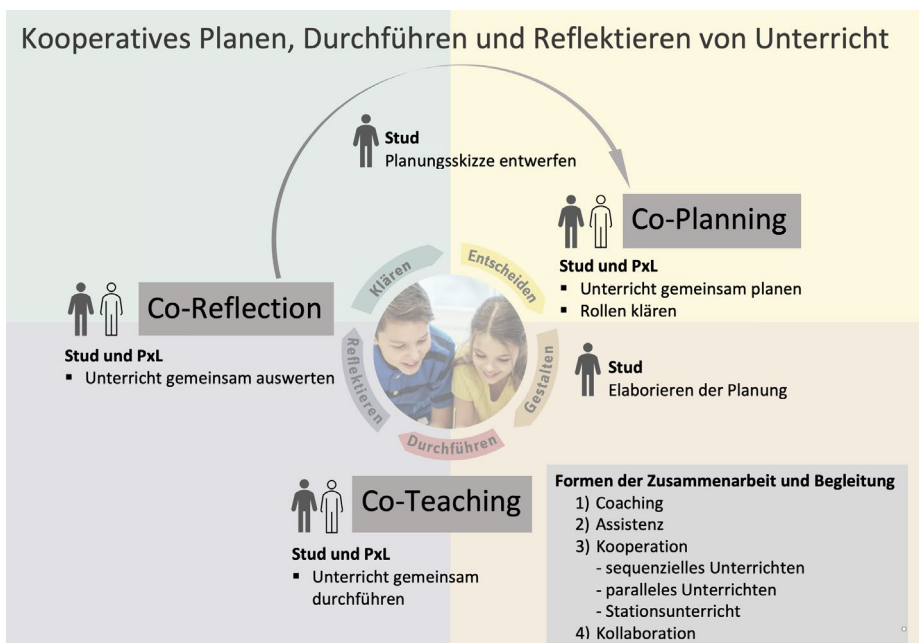 Kooperatives Planen, Durchführen und Reflektieren von Unterricht
Stud
Planungsskizze entwerfen
Co-Planning
Stud und PxL
▪ Unterricht gemeinsam planen
▪ Rollen klären
Stud
Elaborieren der Planung
Klären
Entscheiden
Gestalten
Durchführen
Reflektieren
Co-Reflection
Stud und PxL
▪ Unterricht gemeinsam auswerten
Co-Teaching
Stud und PxL
▪ Unterricht gemeinsam
durchführen
Formen der Zusammenarbeit und Begleitung
1) Coaching
2) Assistenz
3) Kooperation
- sequenzielles Unterrichten
- paralleles Unterrichten
- Stationsunterricht
4) Kollaboration